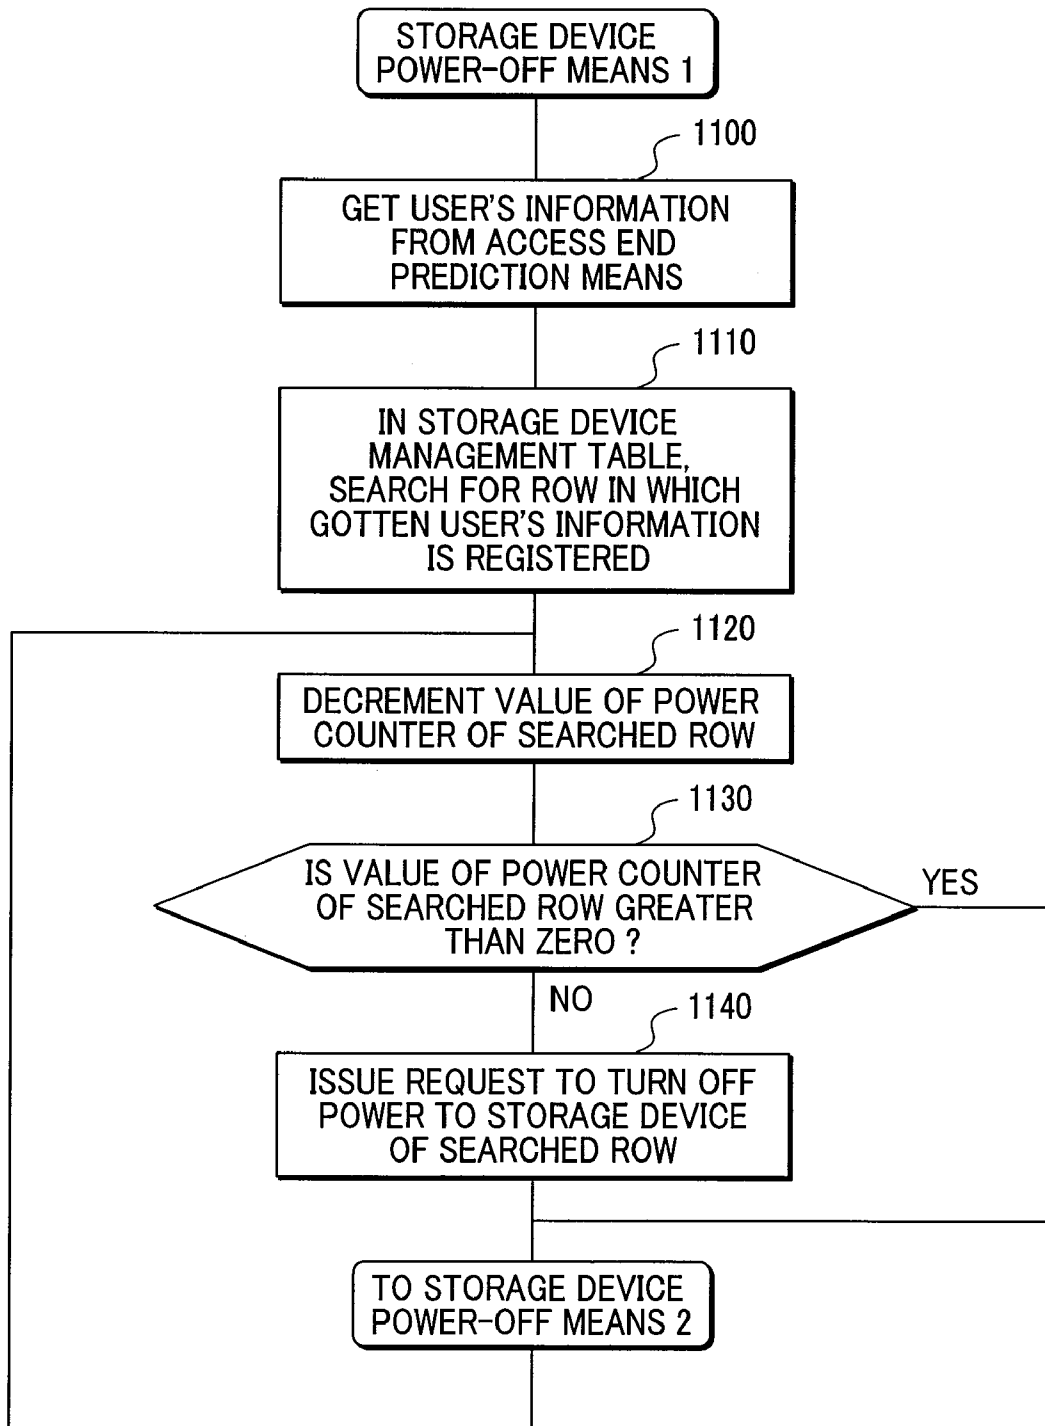 STORAGE DEVICE
POWER-OFF MEANS 1
1100
GET USER'S INFORMATION
FROM ACCESS END
PREDICTION MEANS
1110
IN STORAGE DEVICE
MANAGEMENT TABLE,
SEARCH FOR ROW IN WHICH
GOTTEN USER'S INFORMATION
IS REGISTERED
1120
DECREMENT VALUE OF POWER
COUNTER OF SEARCHED ROW
1130
IS VALUE OF POWER COUNTER
OF SEARCHED ROW GREATER
THAN ZERO ?
YES
NO
1140
ISSUE REQUEST TO TURN OFF
POWER TO STORAGE DEVICE
OF SEARCHED ROW
TO STORAGE DEVICE
POWER-OFF MEANS 2